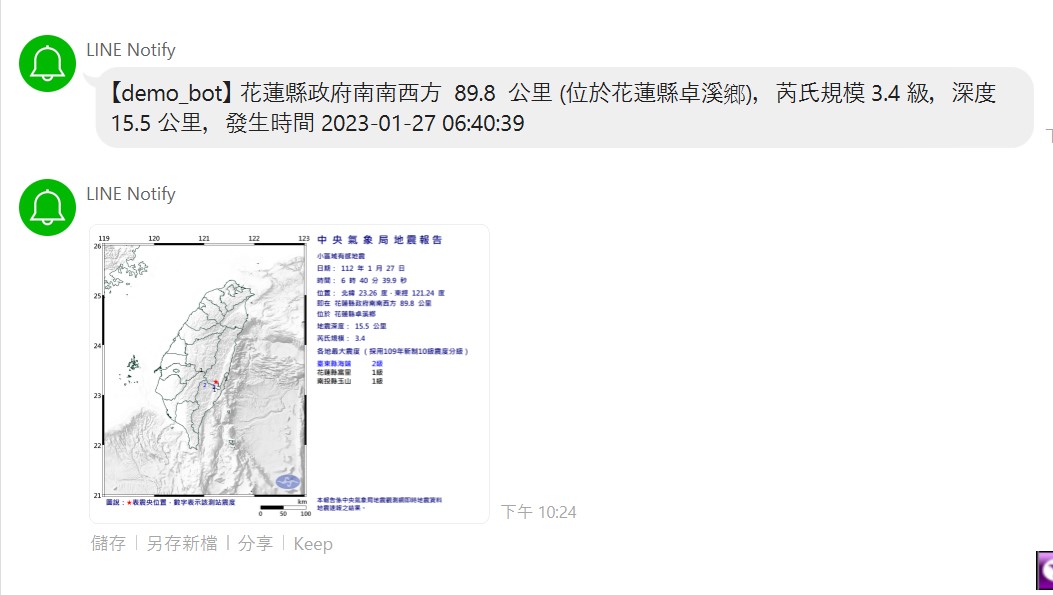 LINE Notify
【demo_bot】花蓮縣政府南南西方 89.8 公里 (位於花蓮縣卓溪鄉), 芮氏規模 3.4 級, 深度
15.5 公里, 發生時間 2023-01-27 06:40:39
LINE Notify
119 120 121 122 123
26
25
24
23
22
21
中央氣象局地震報告
小區域有感地震
日期: 112 年 1 月 27 日
時間: 6 時 40 分 39.9 秒
位置: 北緯 23.26 度 · 東經 121.24 度
即在 花蓮縣政府南南西方 89.8 公里
位於 花蓮縣卓溪鄉
地震深度: 15.5 公里
芮氏規模: 3.4
各地最大震度 (採用109年新制10級震度分級)
臺東縣海端 2級
花蓮縣富里 1級
南投縣玉山 1級
圖說:★表震央位置,數字表示該測站震度
km
0 50 100
本報告係中央氣象局地震觀測網即時地震資料
地震速報之結果。
下午 10:24
儲存 | 另存新檔 | 分享 | Keep